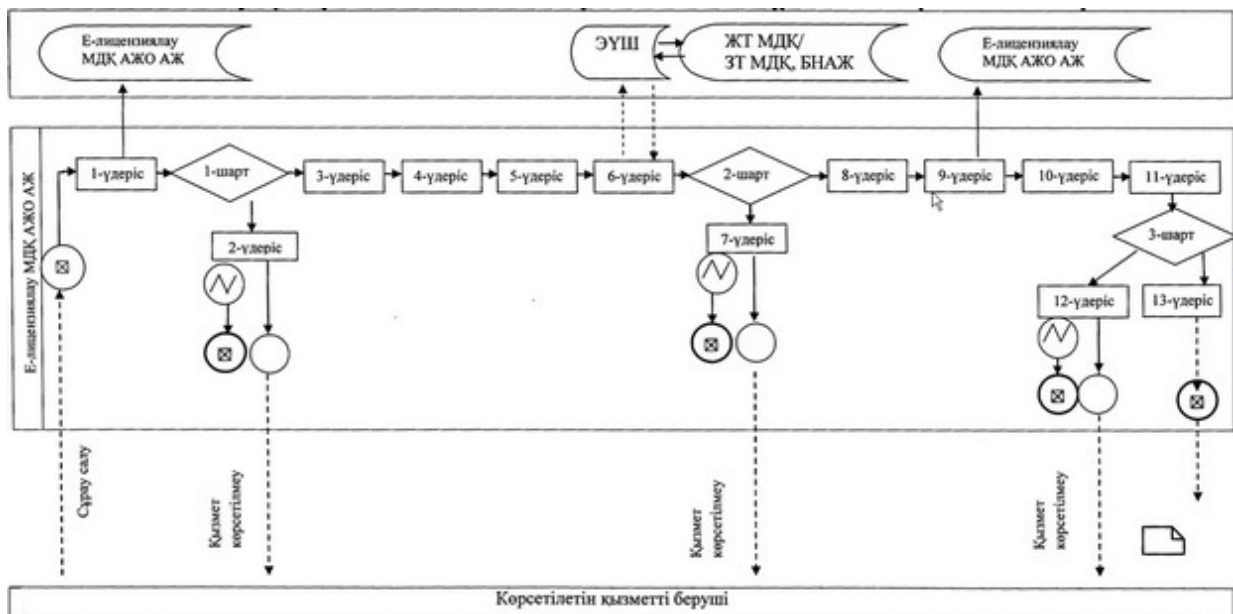 Е-лицензиялау
МДҚ АЖО АЖ
ЭҮШ
ЖТ МДҚ/
ЗТ МДҚ, БНАЖ
Е-лицензиялау
МДҚ АЖО АЖ
Е-лицензиялау МДҚ АЖО АЖ
1-үдеріс
1-шарт
3-үдеріс
4-үдеріс
5-үдеріс
6-үдеріс
2-шарт
8-үдеріс
9-үдеріс
10-үдеріс
11-үдеріс
2-үдеріс
7-үдеріс
3-шарт
12-үдеріс
13-үдеріс
Сұрау салу
Қызмет
көрсетілмеу
Қызмет
көрсетілмеу
Қызмет
көрсетілмеу
Көрсетілетін қызметті беруші